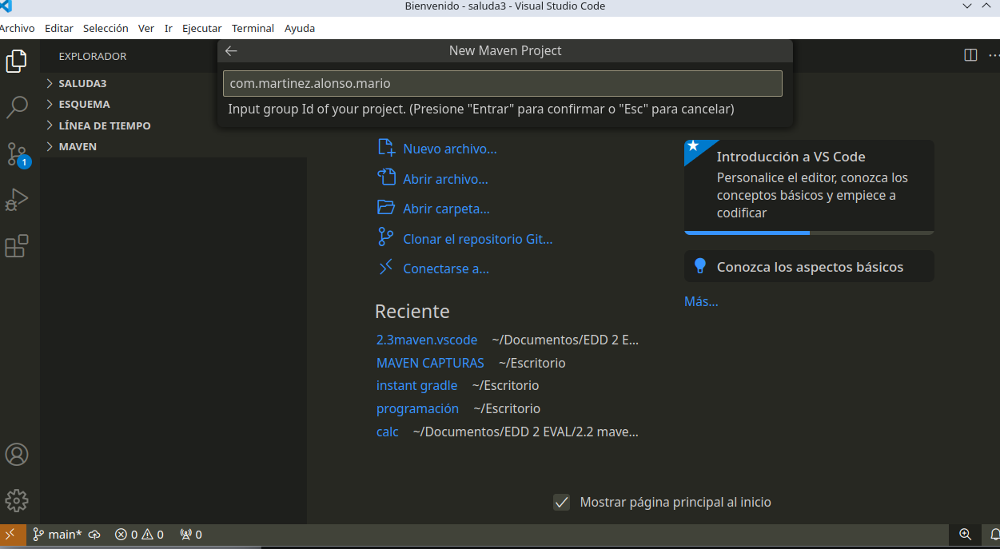 Bienvenido - saluda3 - Visual Studio Code
Archivo Editar Selección Ver Ir Ejecutar Terminal Ayuda
EXPLORADOR
SALUDA3
ESQUEMA
LÍNEA DE TIEMPO
MAVEN
New Maven Project
com.martinez.alonso.mario
Input group Id of your project. (Presione "Entrar" para confirmar o "Esc" para cancelar)
Nuevo archivo...
Abrir archivo...
Abrir carpeta...
Clonar el repositorio Git...
Conectarse a...
Reciente
2.3maven.vscode ~/Documentos/EDD 2 E...
MAVEN CAPTURAS ~/Escritorio
instant gradle ~/Escritorio
programación ~/Escritorio
calc ~/Documentos/EDD 2 EVAL/2.2 mave...
Introducción a VS Code
Personalice el editor, conozca los
conceptos básicos y empiece a
codificar
Conozca los aspectos básicos
Más...
Mostrar página principal al inicio
1
main* 0 0 0